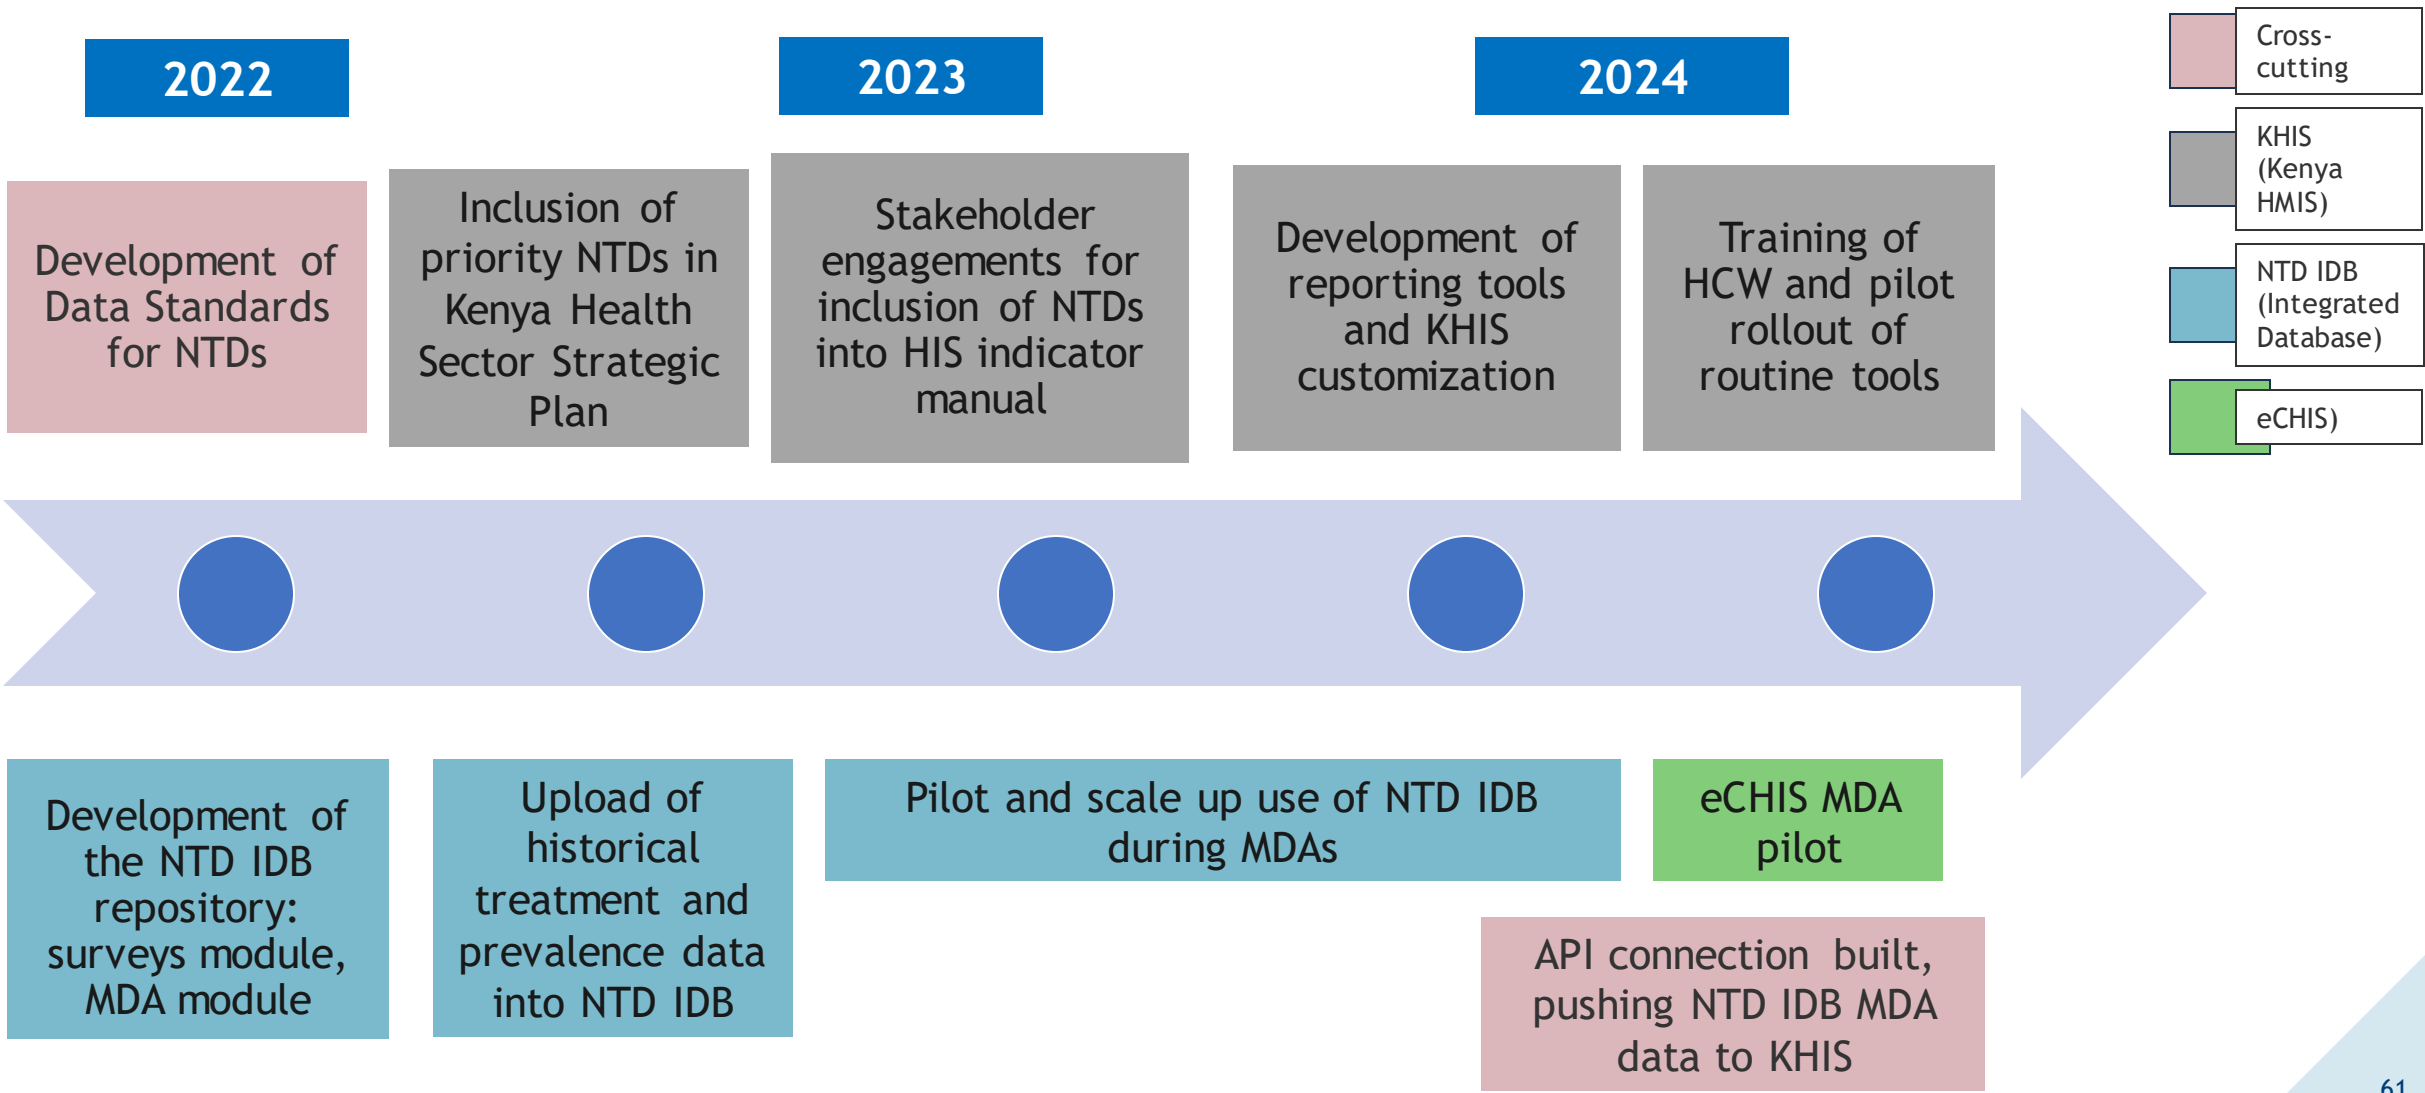 2022
2023
2024
Development of
Data Standards
for NTDs
Inclusion of
priority NTDs in
Kenya Health
Sector Strategic
Plan
Stakeholder
engagements for
inclusion of NTDs
into HIS indicator
manual
Development of
reporting tools
and KHIS
customization
Training of
HCW and pilot
rollout of
routine tools
Cross-
cutting
KHIS
(Kenya
HMIS)
NTD IDB
(Integrated
Database)
eCHIS)
Development of
the NTD IDB
repository:
surveys module,
MDA module
Upload of
historical
treatment and
prevalence data
into NTD IDB
Pilot and scale up use of NTD IDB
during MDAs
eCHIS MDA
pilot
API connection built,
pushing NTD IDB MDA
data to KHIS
61